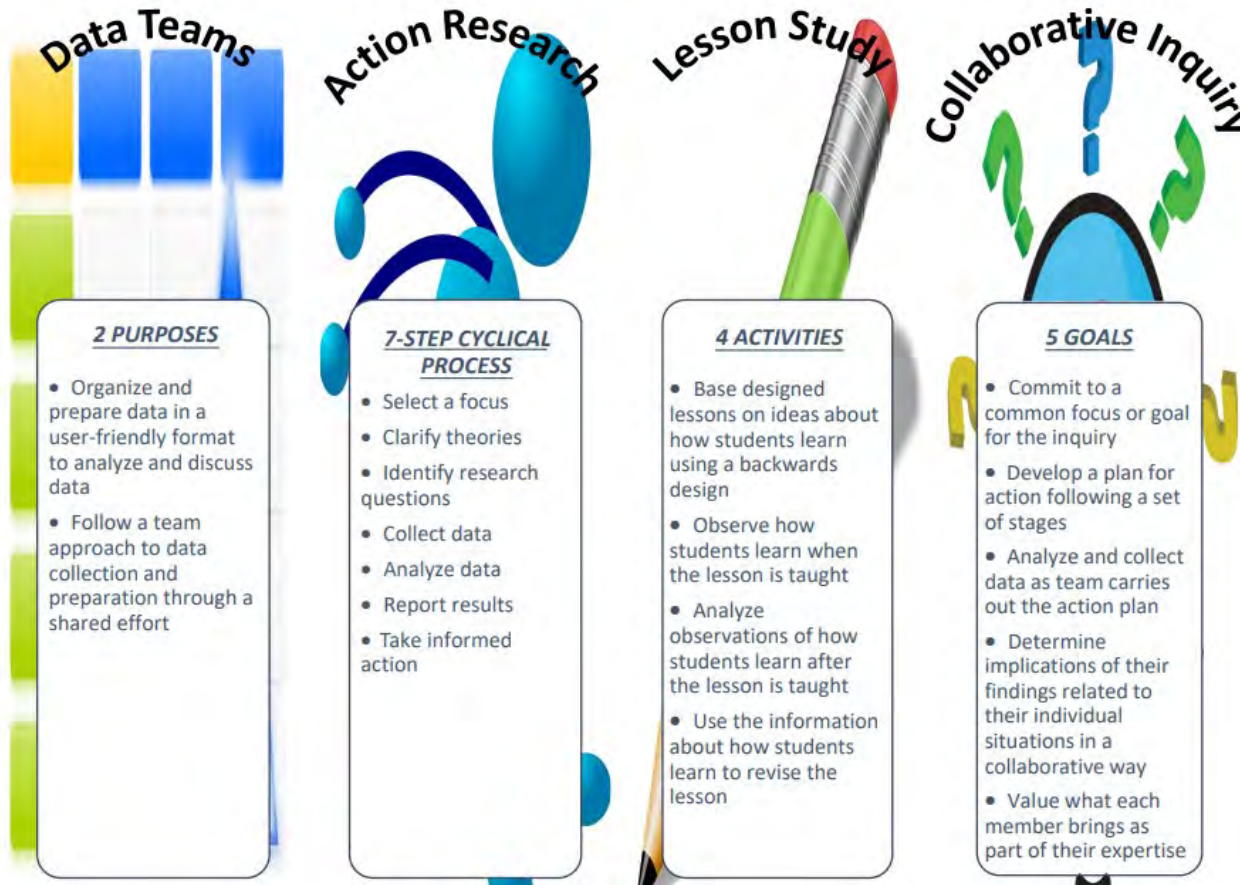 Data Teams
2 PURPOSES
• Organize and
prepare data in a
user-friendly format
to analyze and discuss
data
• Follow a team
approach to data
collection and
preparation through a
shared effort
Action Research
7-STEP CYCLICAL
PROCESS
• Select a focus
• Clarify theories
• Identify research
questions
• Collect data
• Analyze data
• Report results
• Take informed
action
Lesson Study
4 ACTIVITIES
• Base designed
lessons on ideas about
how students learn
using a backwards
design
• Observe how
students learn when
the lesson is taught
• Analyze
observations of how
students learn after
the lesson is taught
• Use the information
about how students
learn to revise the
lesson
Collaborative Inquiry
5 GOALS
• Commit to a
common focus or goal
for the inquiry
• Develop a plan for
action following a set
of stages
• Analyze and collect
data as team carries
out the action plan
• Determine
implications of their
findings related to
their individual
situations in a
collaborative way
• Value what each
member brings as
part of their expertise